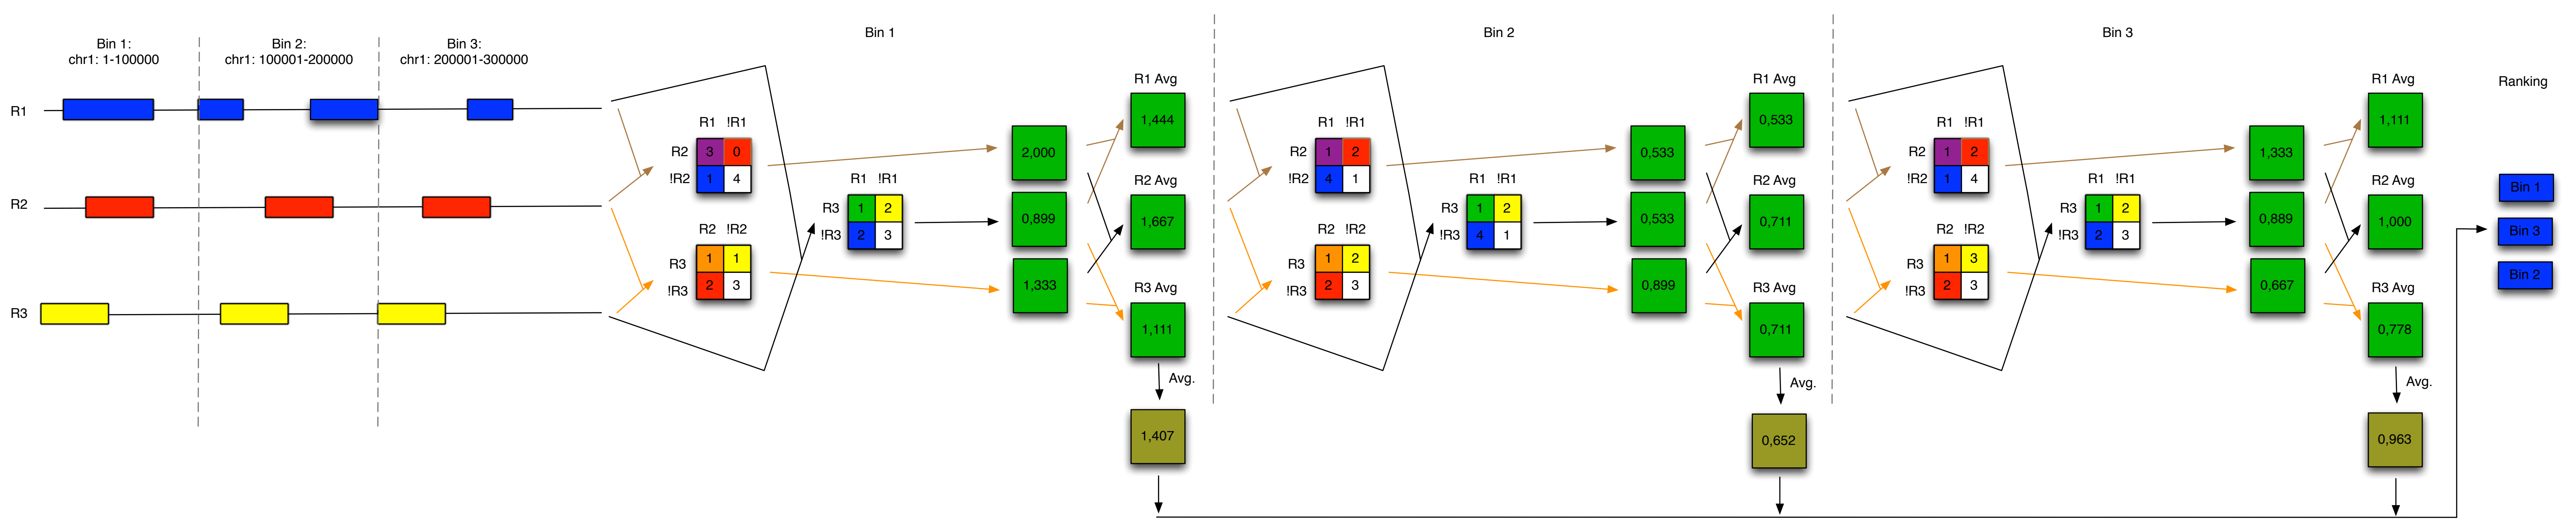 Bin 1:
chr1: 1-100000
Bin 2:
chr1: 100001-200000
Bin 3:
chr1: 200001-300000
R1
R2
R3
Bin 1
R1 !R1
R2 3 0
!R2 1 4
R2 !R2
R3 1 1
!R3 2 3
R1 !R1
R3 1 2
!R3 2 3
2,000
0,899
1,333
R1 Avg
1,444
R2 Avg
1,667
R3 Avg
1,111
Avg.
1,407
Bin 2
R1 !R1
R2 1 2
!R2 4 1
R2 !R2
R3 1 2
!R3 2 3
R1 !R1
R3 1 2
!R3 4 1
0,533
0,533
0,899
R1 Avg
0,533
R2 Avg
0,711
R3 Avg
0,711
Avg.
0,652
Bin 3
R1 !R1
R2 1 2
!R2 1 4
R2 !R2
R3 1 3
!R3 2 3
R1 !R1
R3 1 2
!R3 2 3
1,333
0,889
0,667
R1 Avg
1,111
R2 Avg
1,000
R3 Avg
0,778
Avg.
0,963
Ranking
Bin 1
Bin 3
Bin 2